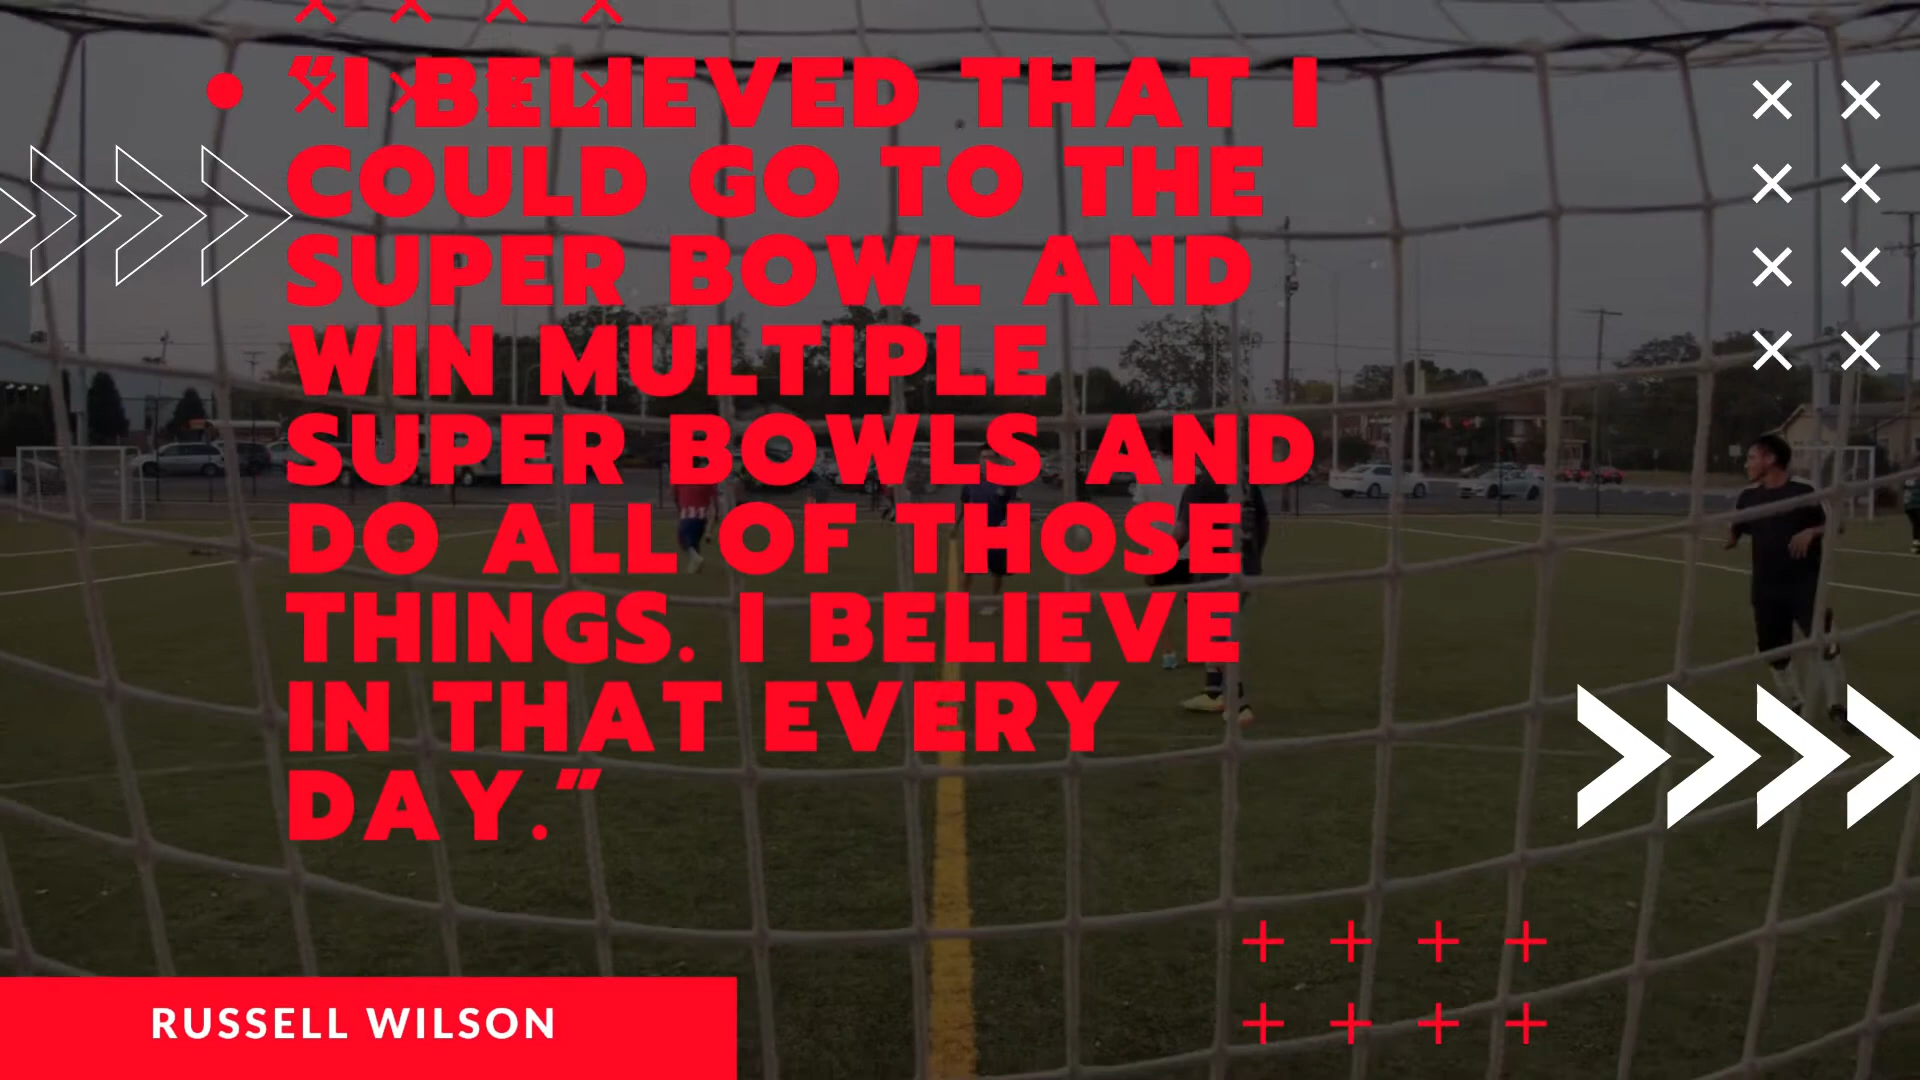 “I BELIEVED THAT I
COULD GO TO THE
SUPER BOWL AND
WIN MULTIPLE
SUPER BOWLS AND
DO ALL OF THOSE
THINGS. I BELIEVE
IN THAT EVERY
DAY.”
RUSSELL WILSON